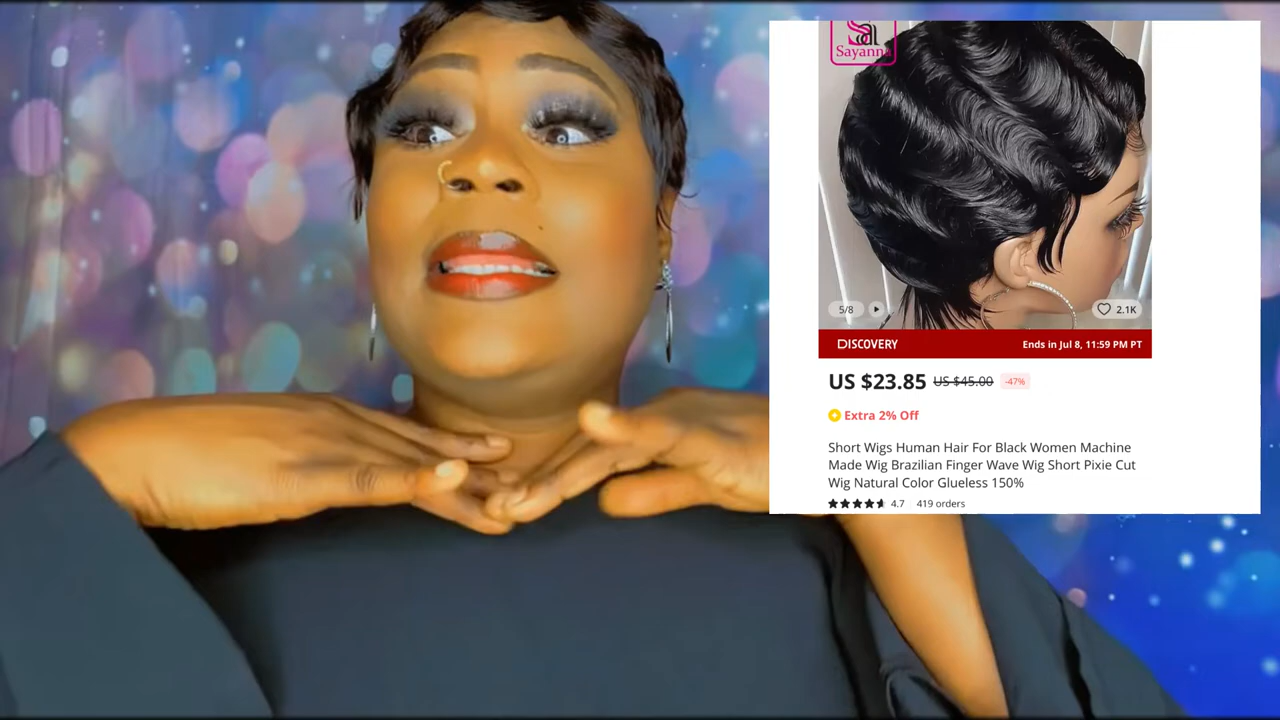 Sayanna
5/8
2.1K
DISCOVERY
Ends in Jul 8, 11:59 PM PT
US $23.85 US $45.00 -47%
Extra 2% Off
Short Wigs Human Hair For Black Women Machine
Made Wig Brazilian Finger Wave Wig Short Pixie Cut
Wig Natural Color Glueless 150%
4.7 419 orders